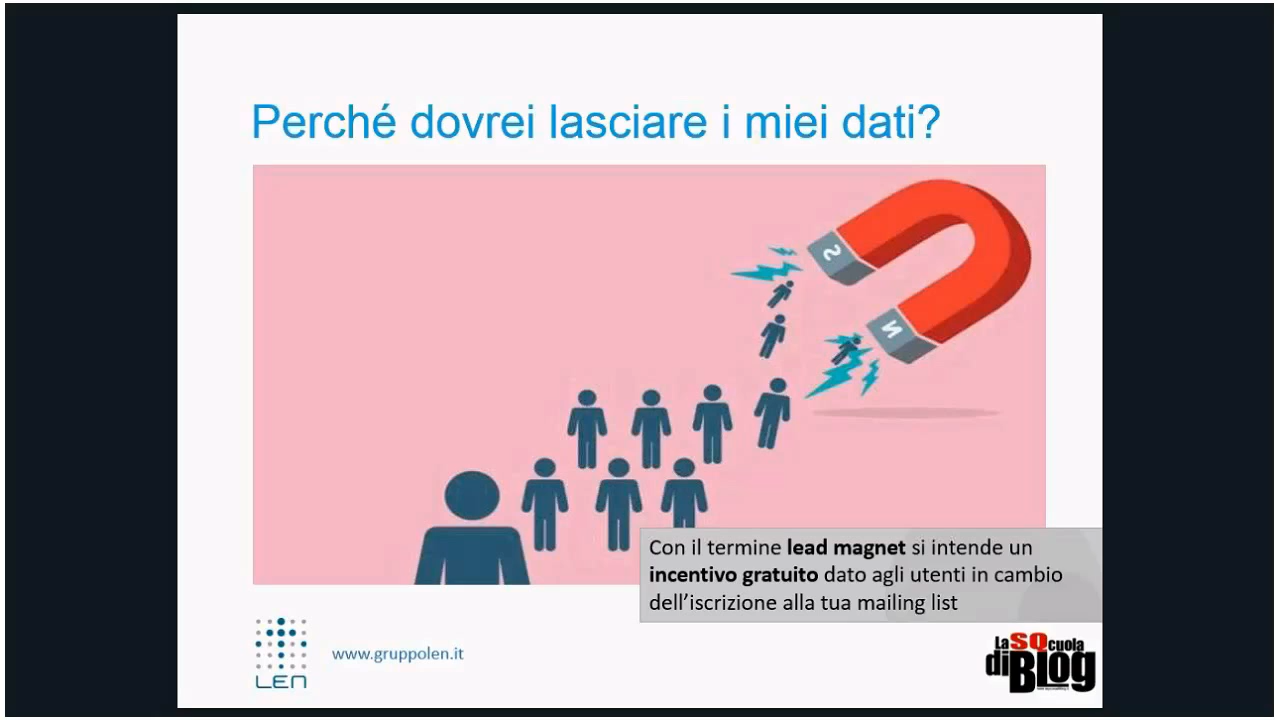 Perché dovrei lasciare i miei dati?
S
N
Con il termine lead magnet si intende un
incentivo gratuito dato agli utenti in cambio
dell’iscrizione alla tua mailing list
LEN
www.gruppolen.it
La SQcuola
di BLog